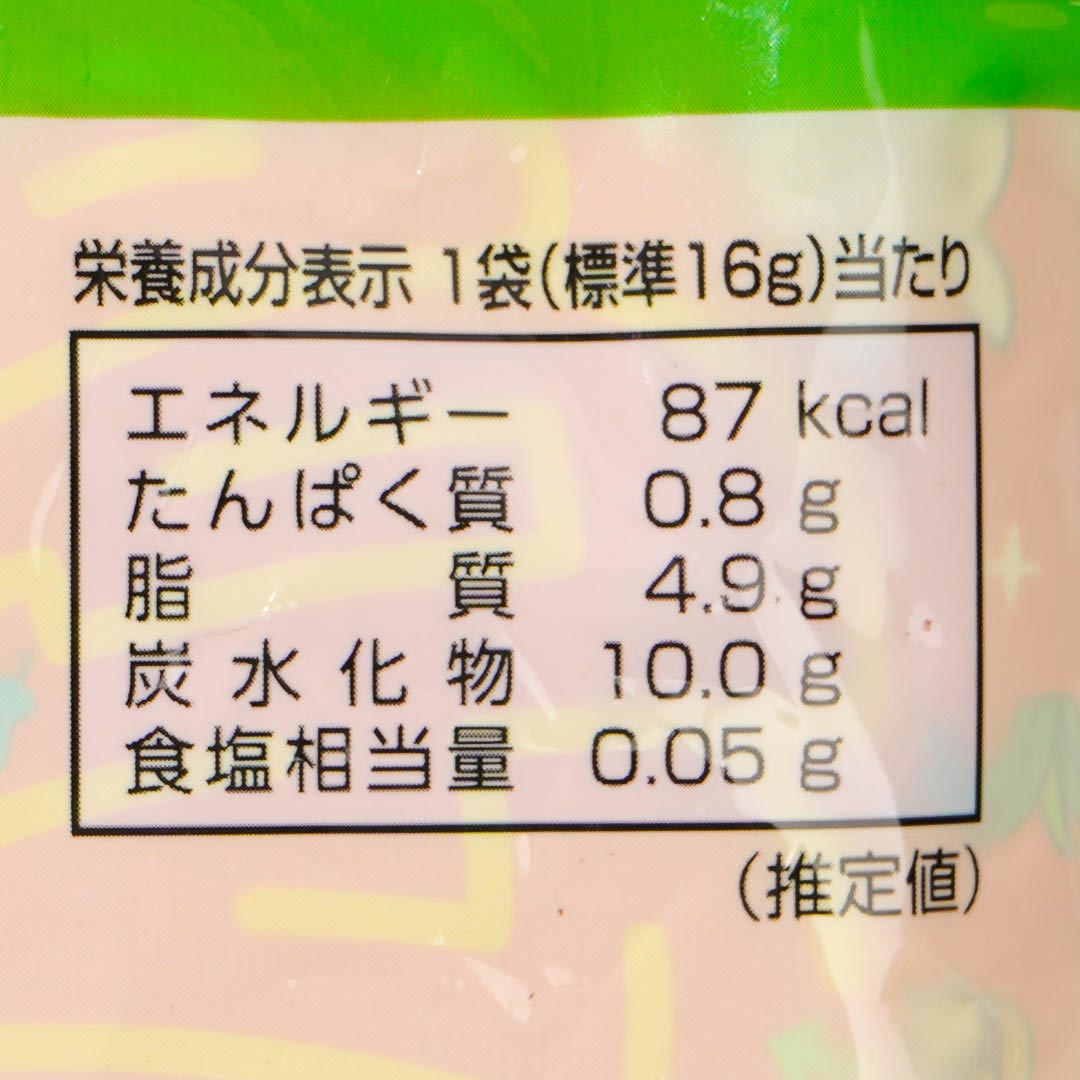 栄養成分表示 1袋(標準16g)当たり
エネルギー 87 kcal
たんぱく質 0.8 g
脂質 4.9 g
炭水化物 10.0 g
食塩相当量 0.05 g
(推定値)